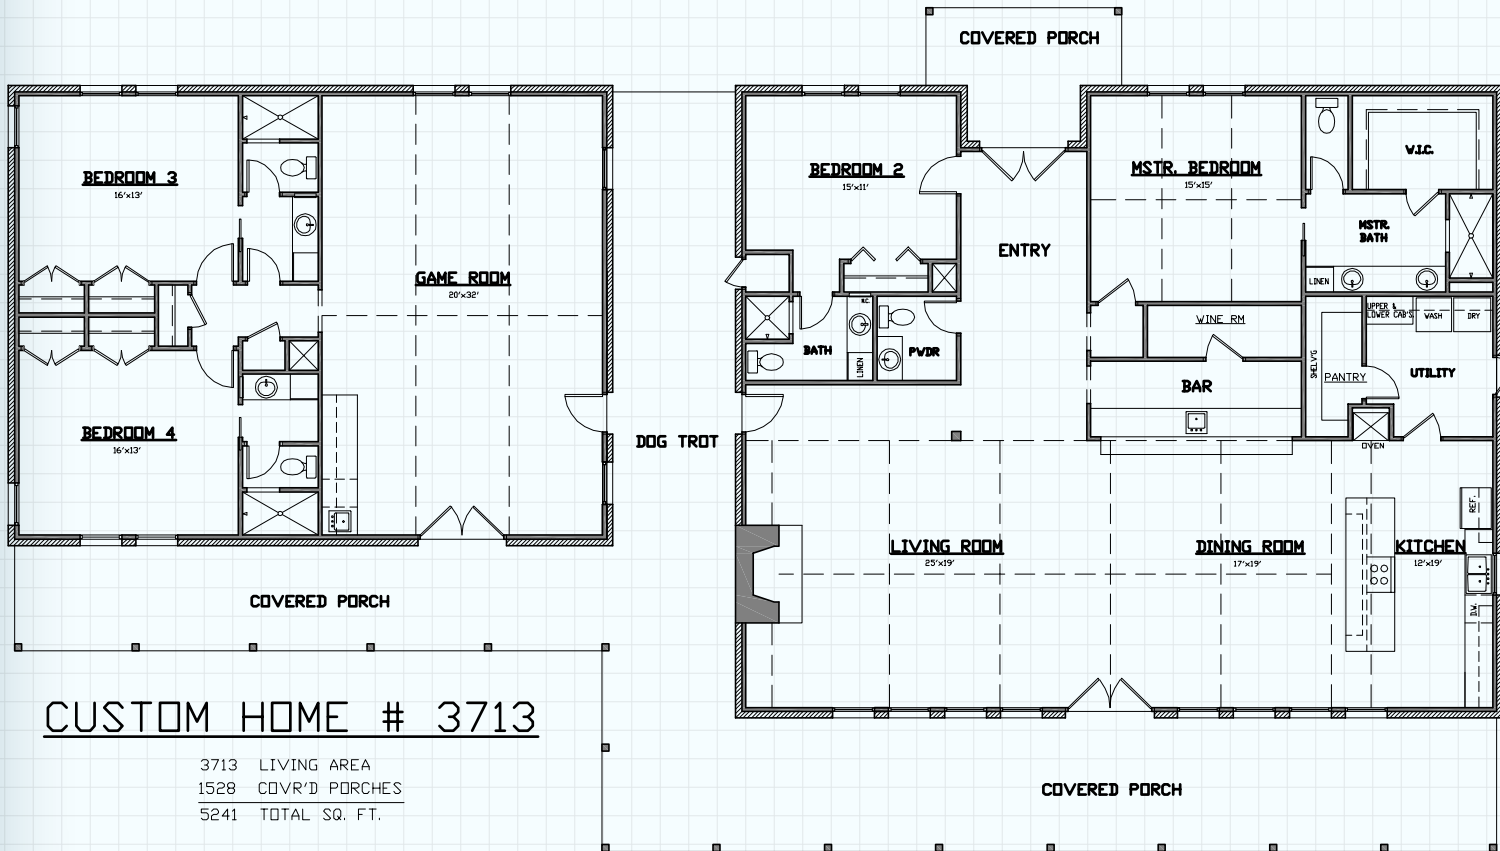 COVERED PORCH
BEDROOM 3
16'x13'
GAME ROOM
20'x32'
BEDROOM 4
16'x13'
COVERED PORCH
DOG TROT
BEDROOM 2
15'x11'
ENTRY
MSTR. BEDROOM
15'x15'
W.I.C.
MSTR.
BATH
LINEN
R.C.
BATH
LINEN
PWDR
WINE RM
BAR
SHELV'G
PANTRY
UPPER &
LOWER CAB'S
WASH
DRY
UTILITY
OVEN
LIVING ROOM
25'x19'
DINING ROOM
17'x19'
KITCHEN
12'x19'
REF.
D.W.
COVERED PORCH
CUSTOM HOME # 3713
3713 LIVING AREA
1528 COVR'D PORCHES
5241 TOTAL SQ. FT.